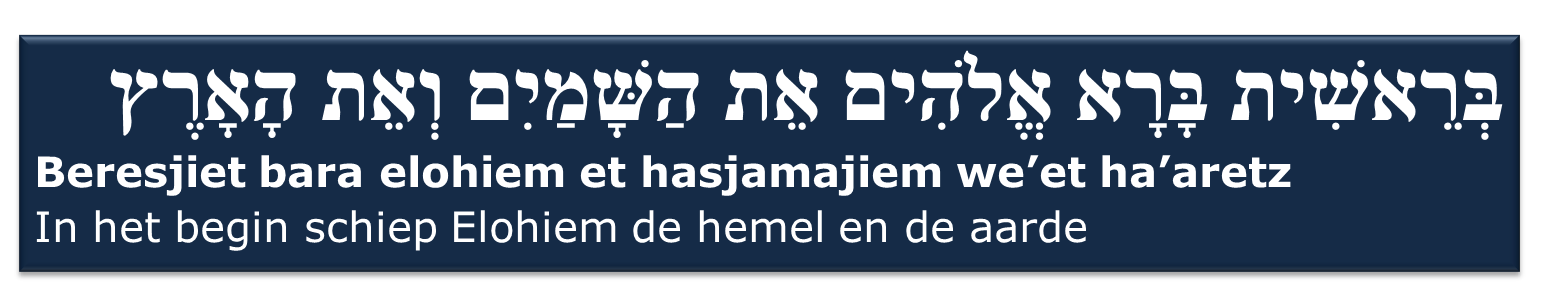 בְּרֵאשִׁית בָּרָא אֱלֹהִים אֵת הַשָּׁמַיִם וְאֵת הָאָרֶץ
Beresjiet bara elohiem et hasjamajiem we’et ha’aretz
In het begin schiep Elohiem de hemel en de aarde